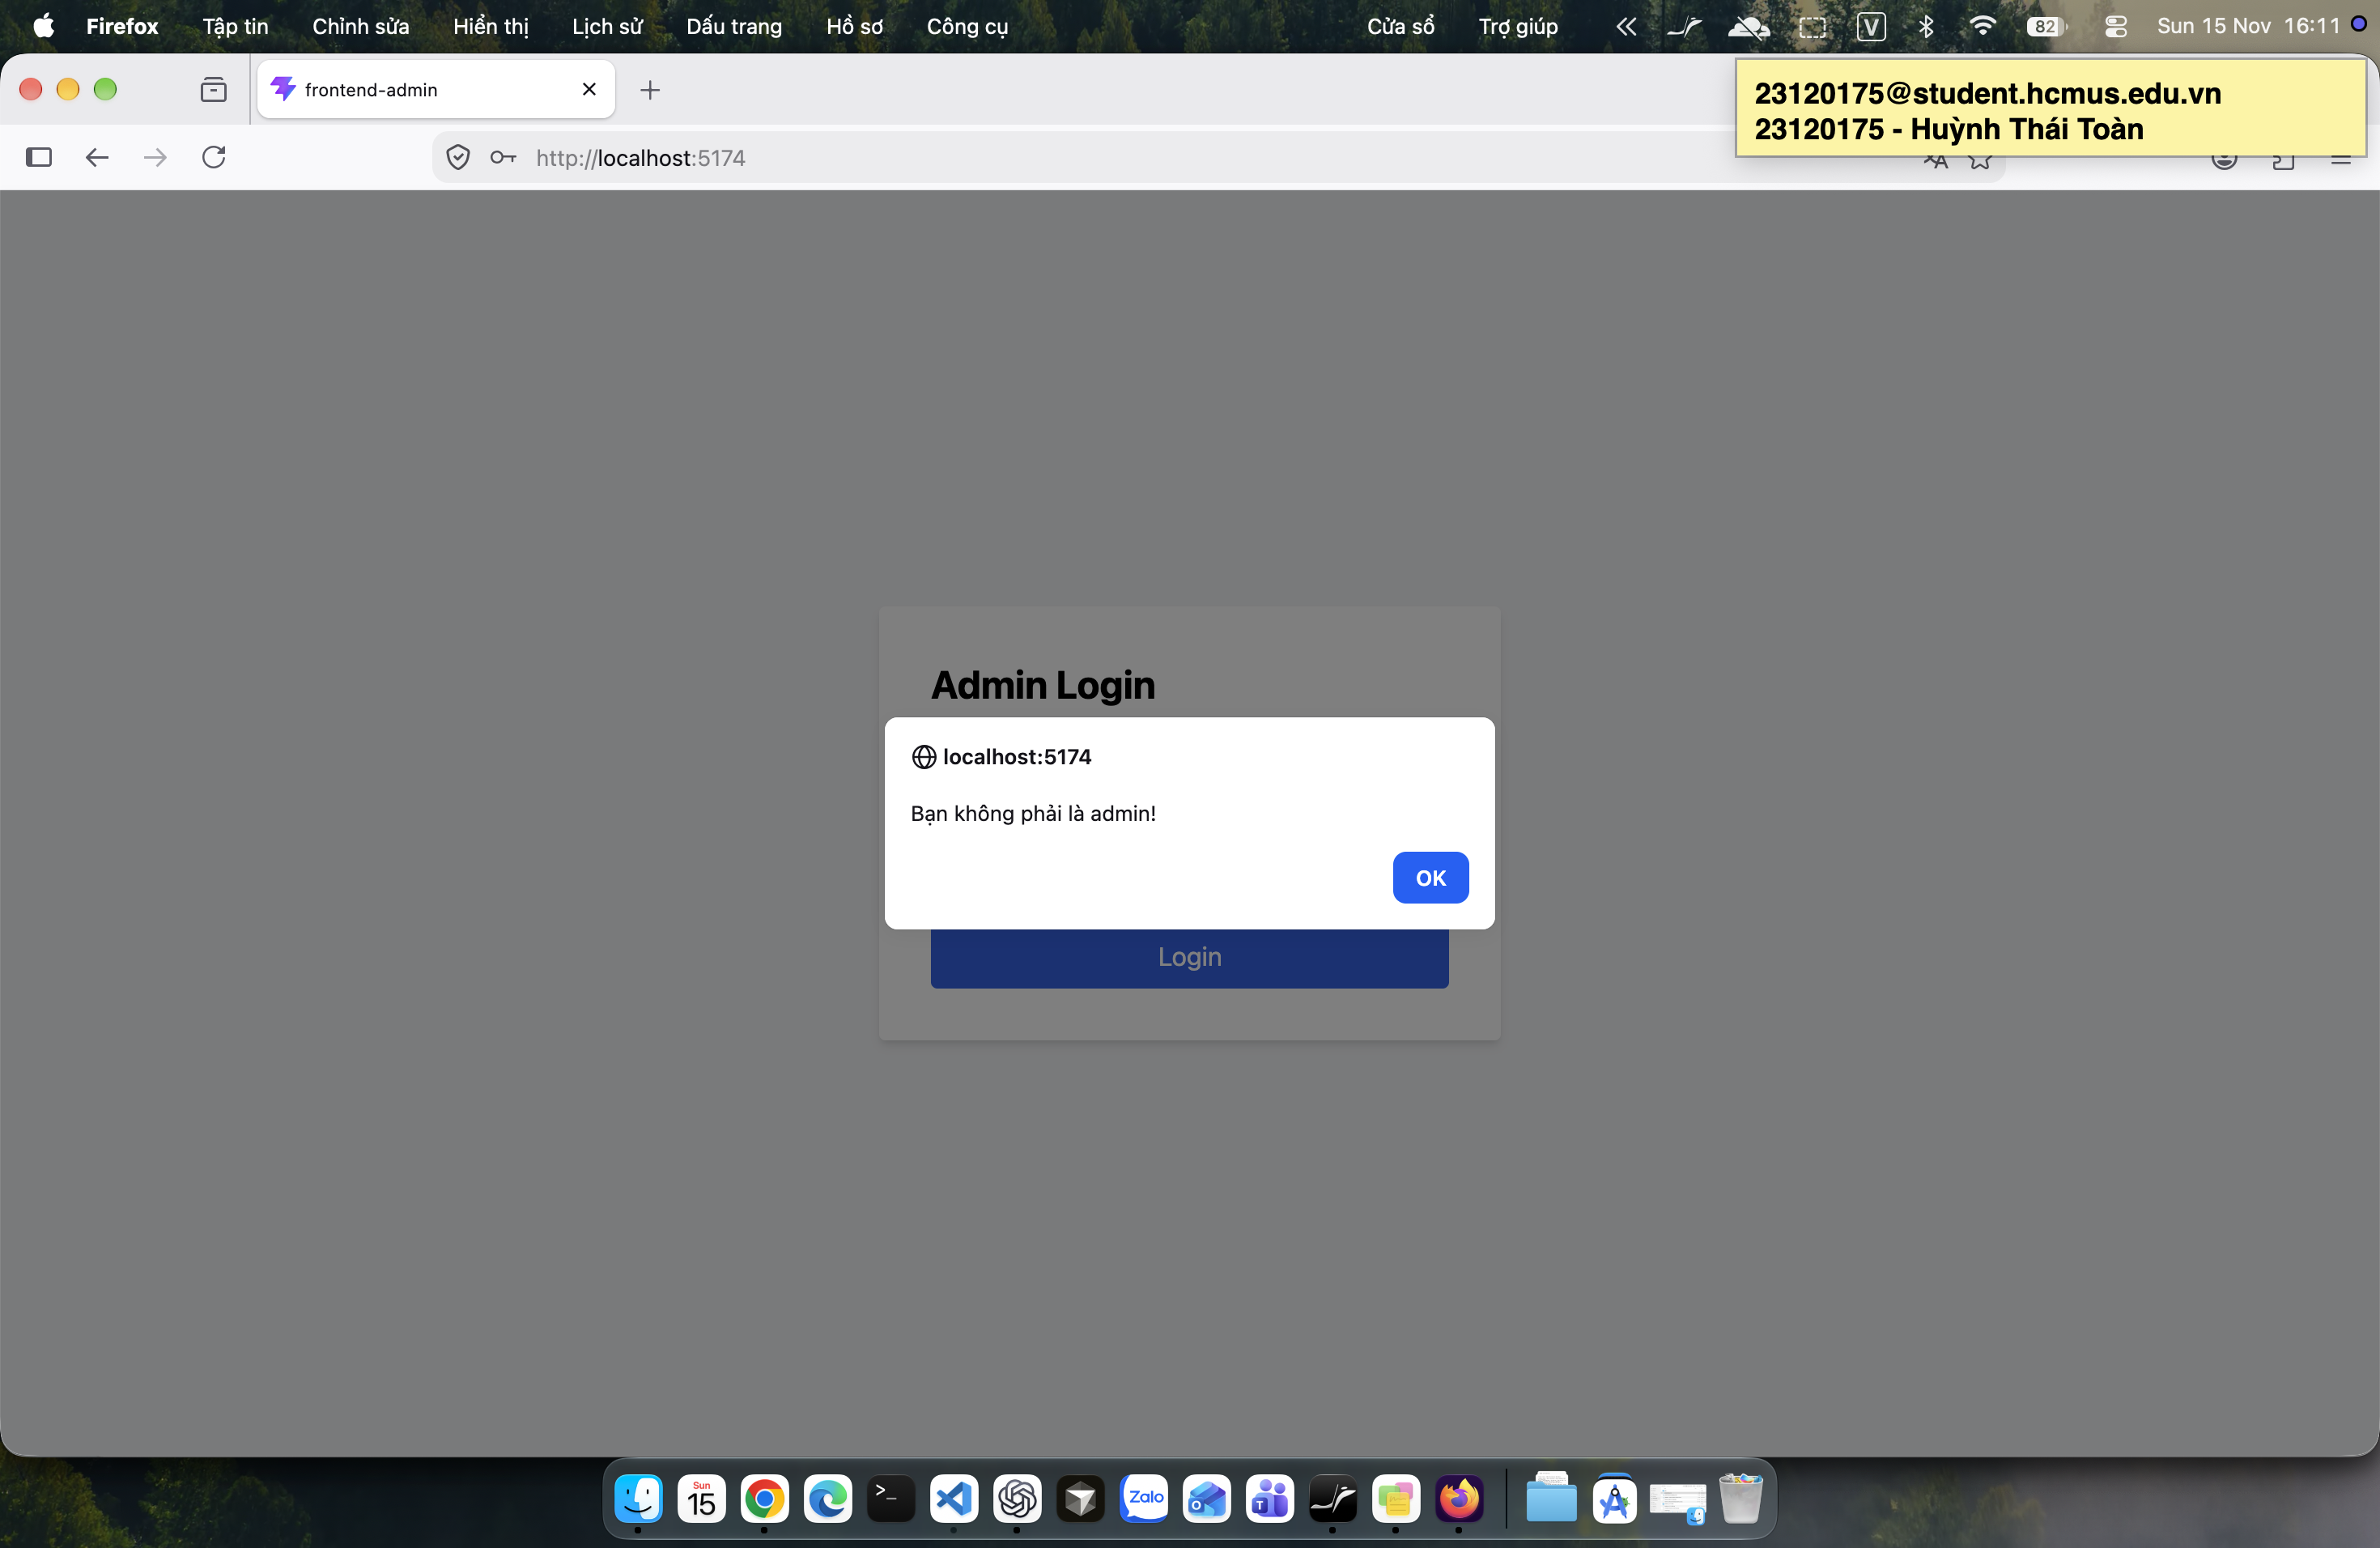 Firefox Tập tin Chỉnh sửa Hiển thị Lịch sử Dấu trang Hồ sơ Công cụ Cửa sổ Trợ giúp V 82 Sun 15 Nov 16:11
frontend-admin
23120175@student.hcmus.edu.vn
23120175 - Huỳnh Thái Toàn
http://localhost:5174
Admin Login
localhost:5174
Bạn không phải là admin!
OK
Login
Sun
15
Zalo